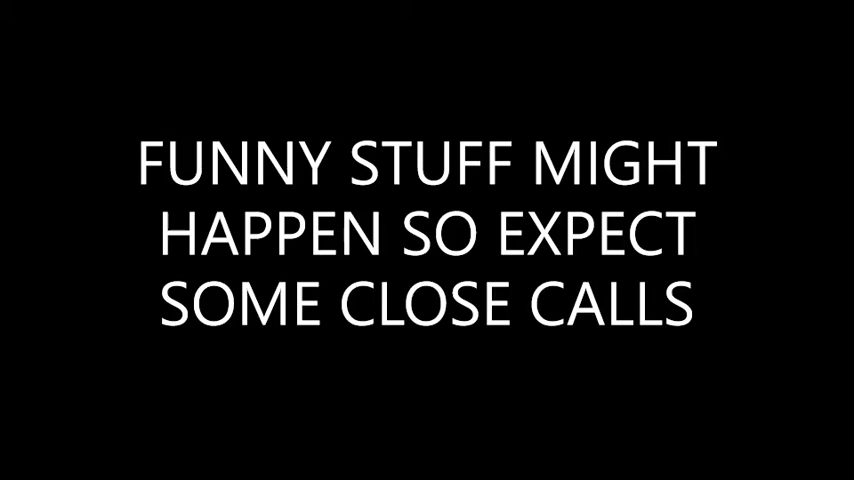 FUNNY STUFF MIGHT
HAPPEN SO EXPECT
SOME CLOSE CALLS